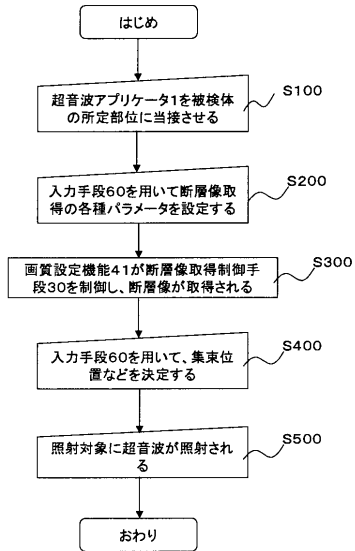 はじめ
超音波アプリケータ1を被検体
の所定部位に当接させる
S100
入力手段60を用いて断層像取
得の各種パラメータを設定する
S200
画質設定機能41が断層像取得制御手
段30を制御し、断層像が取得される
S300
入力手段60を用いて、集束位
置などを決定する
S400
照射対象に超音波が照射され
る
S500
おわり